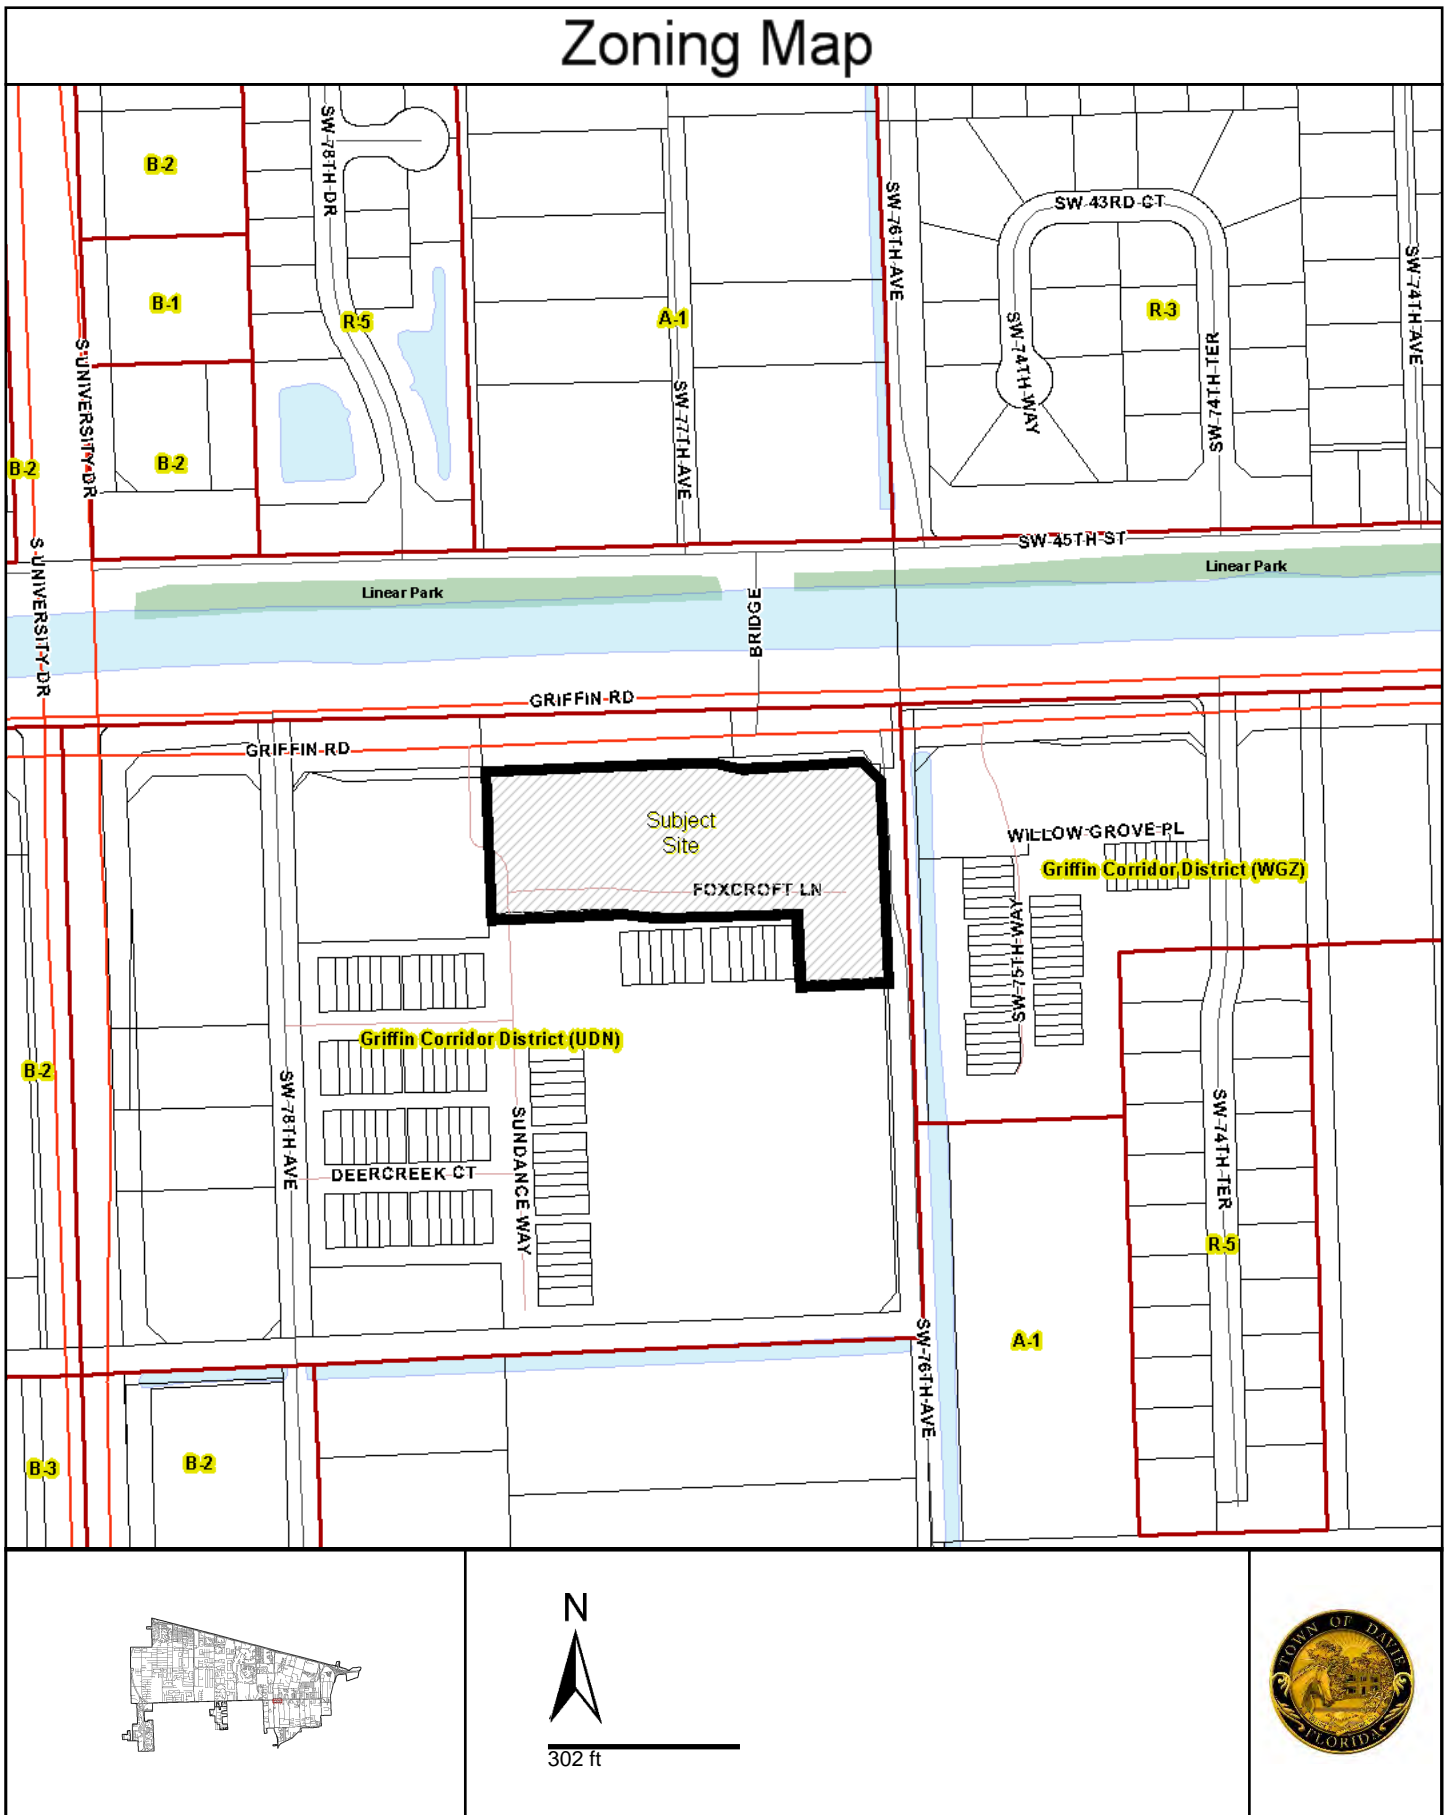 Zoning Map
B-2
SW 78TH DR
SW 76TH AVE
SW 43RD CT
SW 74TH AVE
B-1
R-5
A-1
R-3
SW 74TH WAY
SW 74TH TER
S UNIVERSITY DR
SW 77TH AVE
B-2
B-2
S UNIVERSITY DR
SW 45TH ST
Linear Park
Linear Park
BRIDGE
GRIFFIN RD
GRIFFIN RD
Subject
Site
WILLOW GROVE PL
Griffin Corridor District (WGZ)
FOXCROFT LN
SW 75TH WAY
Griffin Corridor District (UDN)
B-2
SW 78TH AVE
SUNDANCE WAY
SW 74TH TER
DEERCREEK CT
R-5
A-1
SW 76TH AVE
B-3
B-2
N
302 ft
TOWN OF DAVIE
FLORIDA